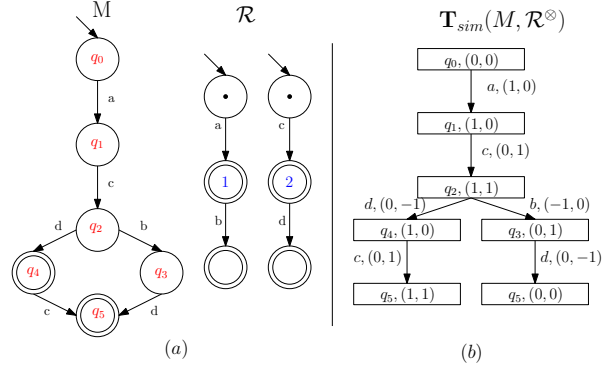 M
q0
a
q1
c
q2
d
b
q4
q3
c
d
q5
R
a
c
1
2
b
d
(a)
Tsim(M, R⊗)
q0, (0, 0)
a, (1, 0)
q1, (1, 0)
c, (0, 1)
q2, (1, 1)
d, (0, −1)
b, (−1, 0)
q4, (1, 0)
q3, (0, 1)
c, (0, 1)
d, (0, −1)
q5, (1, 1)
q5, (0, 0)
(b)